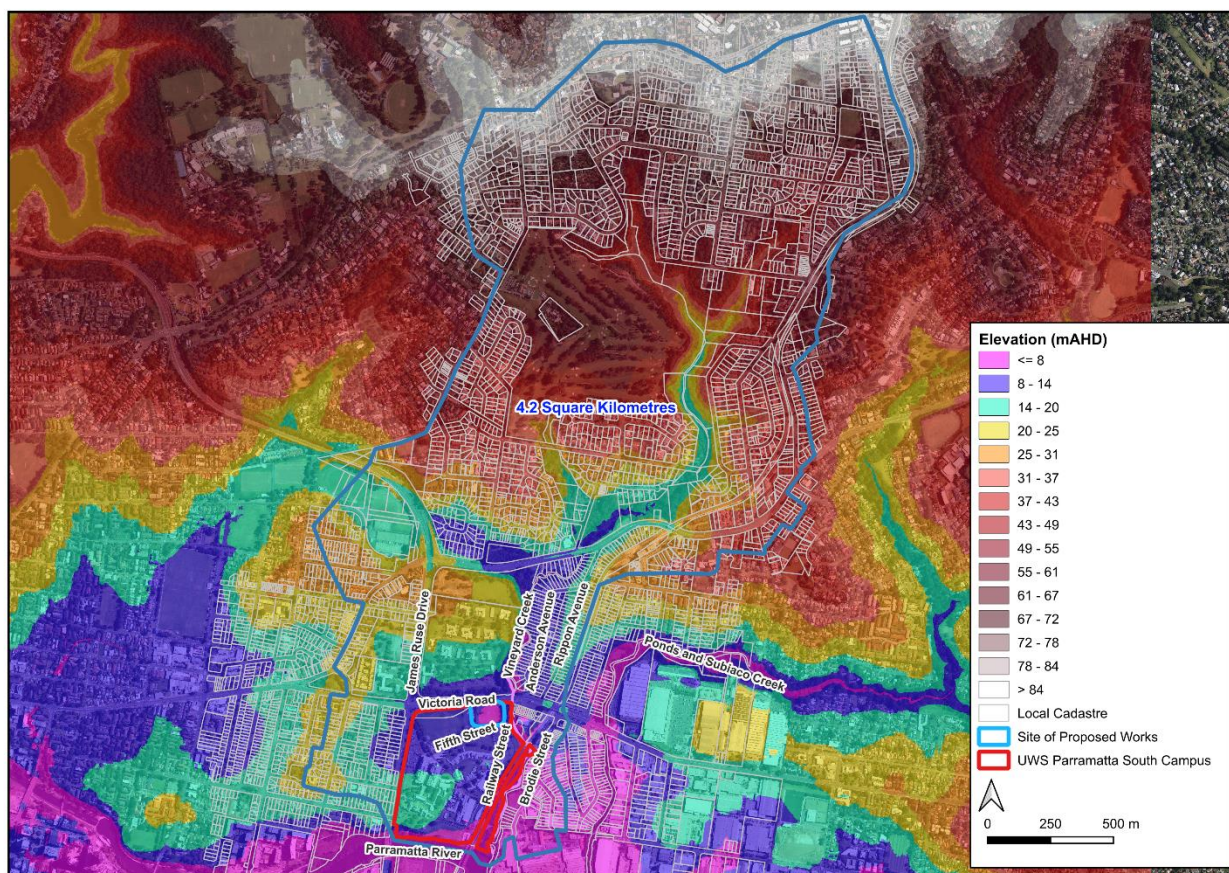 4.2 Square Kilometres
James Ruse Drive
Vineyard Creek
Anderson Avenue
Rippon Avenue
Ponds and Subiaco Creek
Victoria Road
Fifth Street
Railway Street
Brodie Street
Parramatta River
Elevation (mAHD)
<= 8
8 - 14
14 - 20
20 - 25
25 - 31
31 - 37
37 - 43
43 - 49
49 - 55
55 - 61
61 - 67
67 - 72
72 - 78
78 - 84
> 84
Local Cadastre
Site of Proposed Works
UWS Parramatta South Campus
0 250 500 m